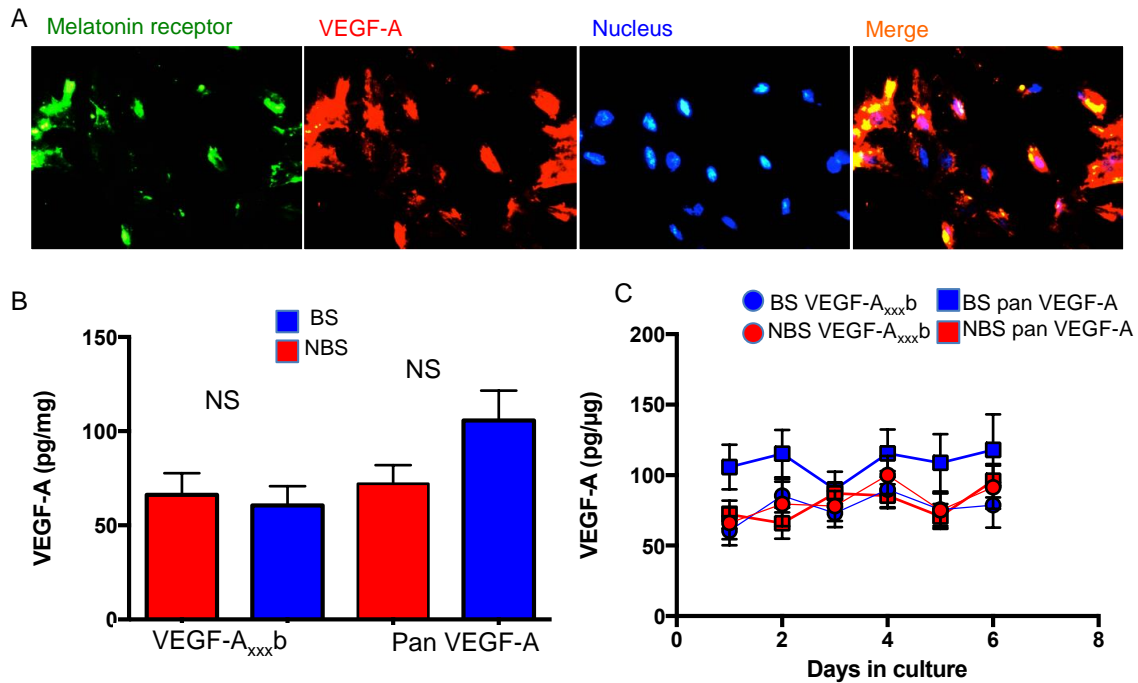 A
Melatonin receptor VEGF-A Nucleus Merge
B
BS
NBS
NS NS
150
100
50
0
VEGF-A (pg/mg)
VEGF-Axxxb Pan VEGF-A
C
BS VEGF-Axxxb BS pan VEGF-A
NBS VEGF-Axxxb NBS pan VEGF-A
200
150
100
50
0
VEGF-A (pg/µg)
0 2 4 6 8
Days in culture